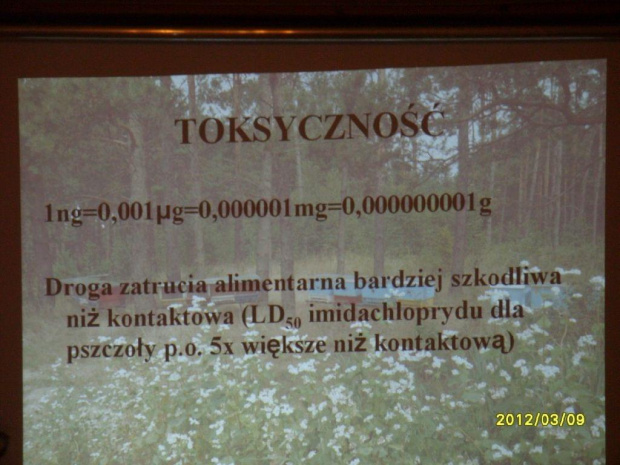 TOKSYCZNOŚĆ
1ng=0,001µg=0,000001mg=0,000000001g
Droga zatrucia alimentarna bardziej szkodliwa
niż kontaktowa (LD50 imidachloprydu dla
pszczoły p.o. 5x większe niż kontaktową)
2012/03/09